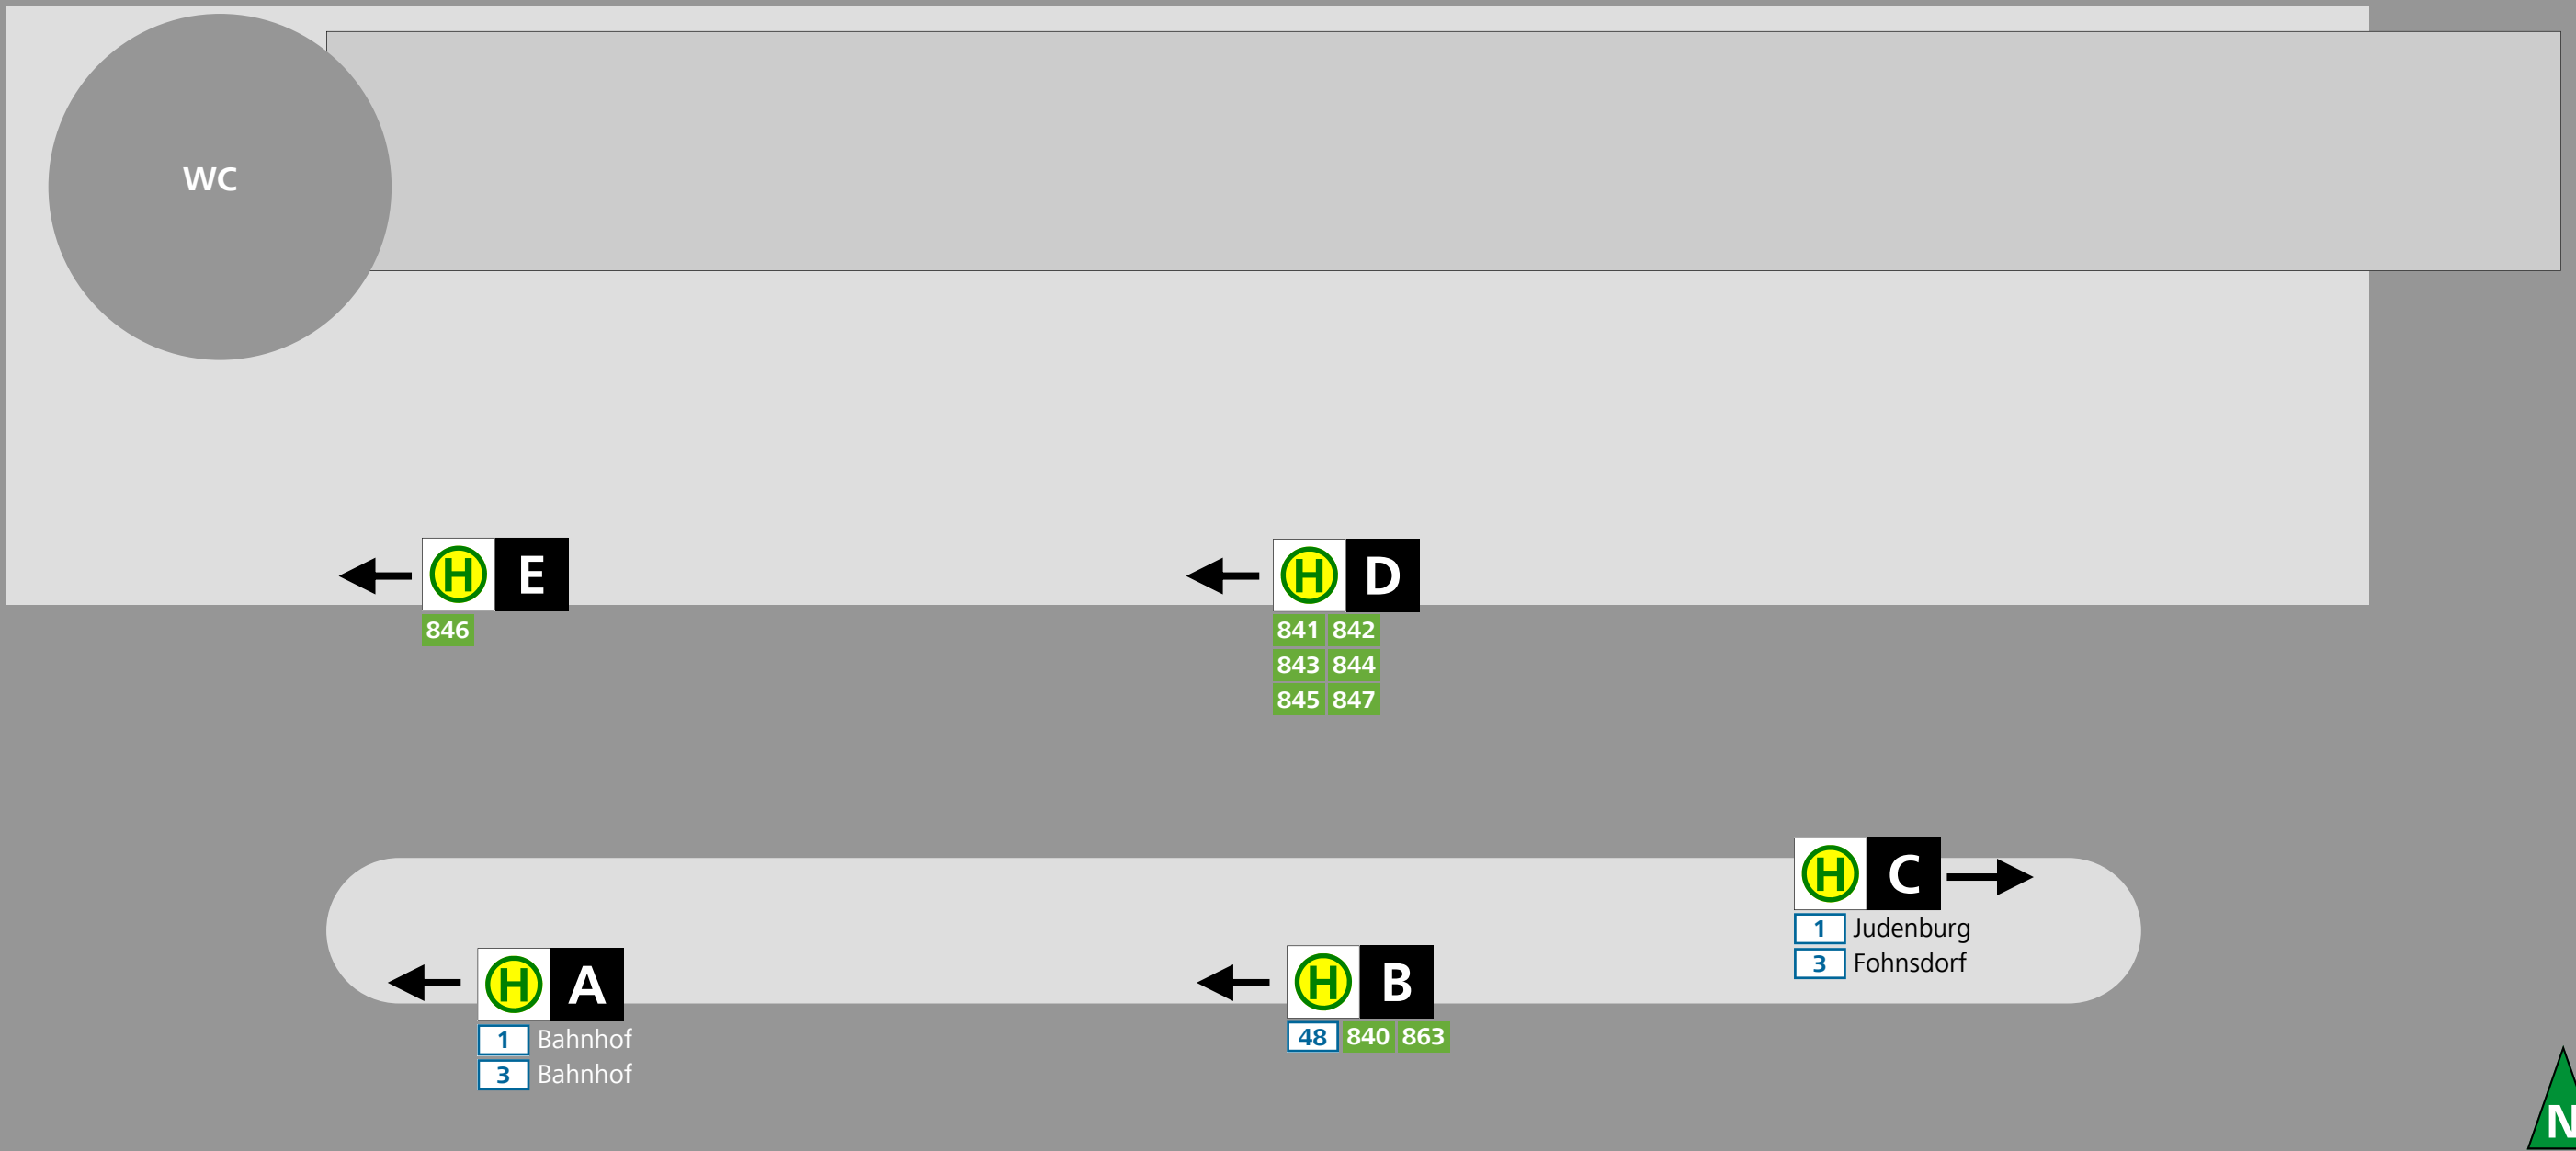 WC
H E
846
H D
841 842
843 844
845 847
H C
1 Judenburg
3 Fohnsdorf
H A
1 Bahnhof
3 Bahnhof
H B
48 840 863
N